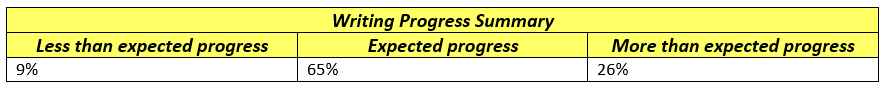 Writing Progress Summary
Less than expected progress Expected progress More than expected progress
9% 65% 26%